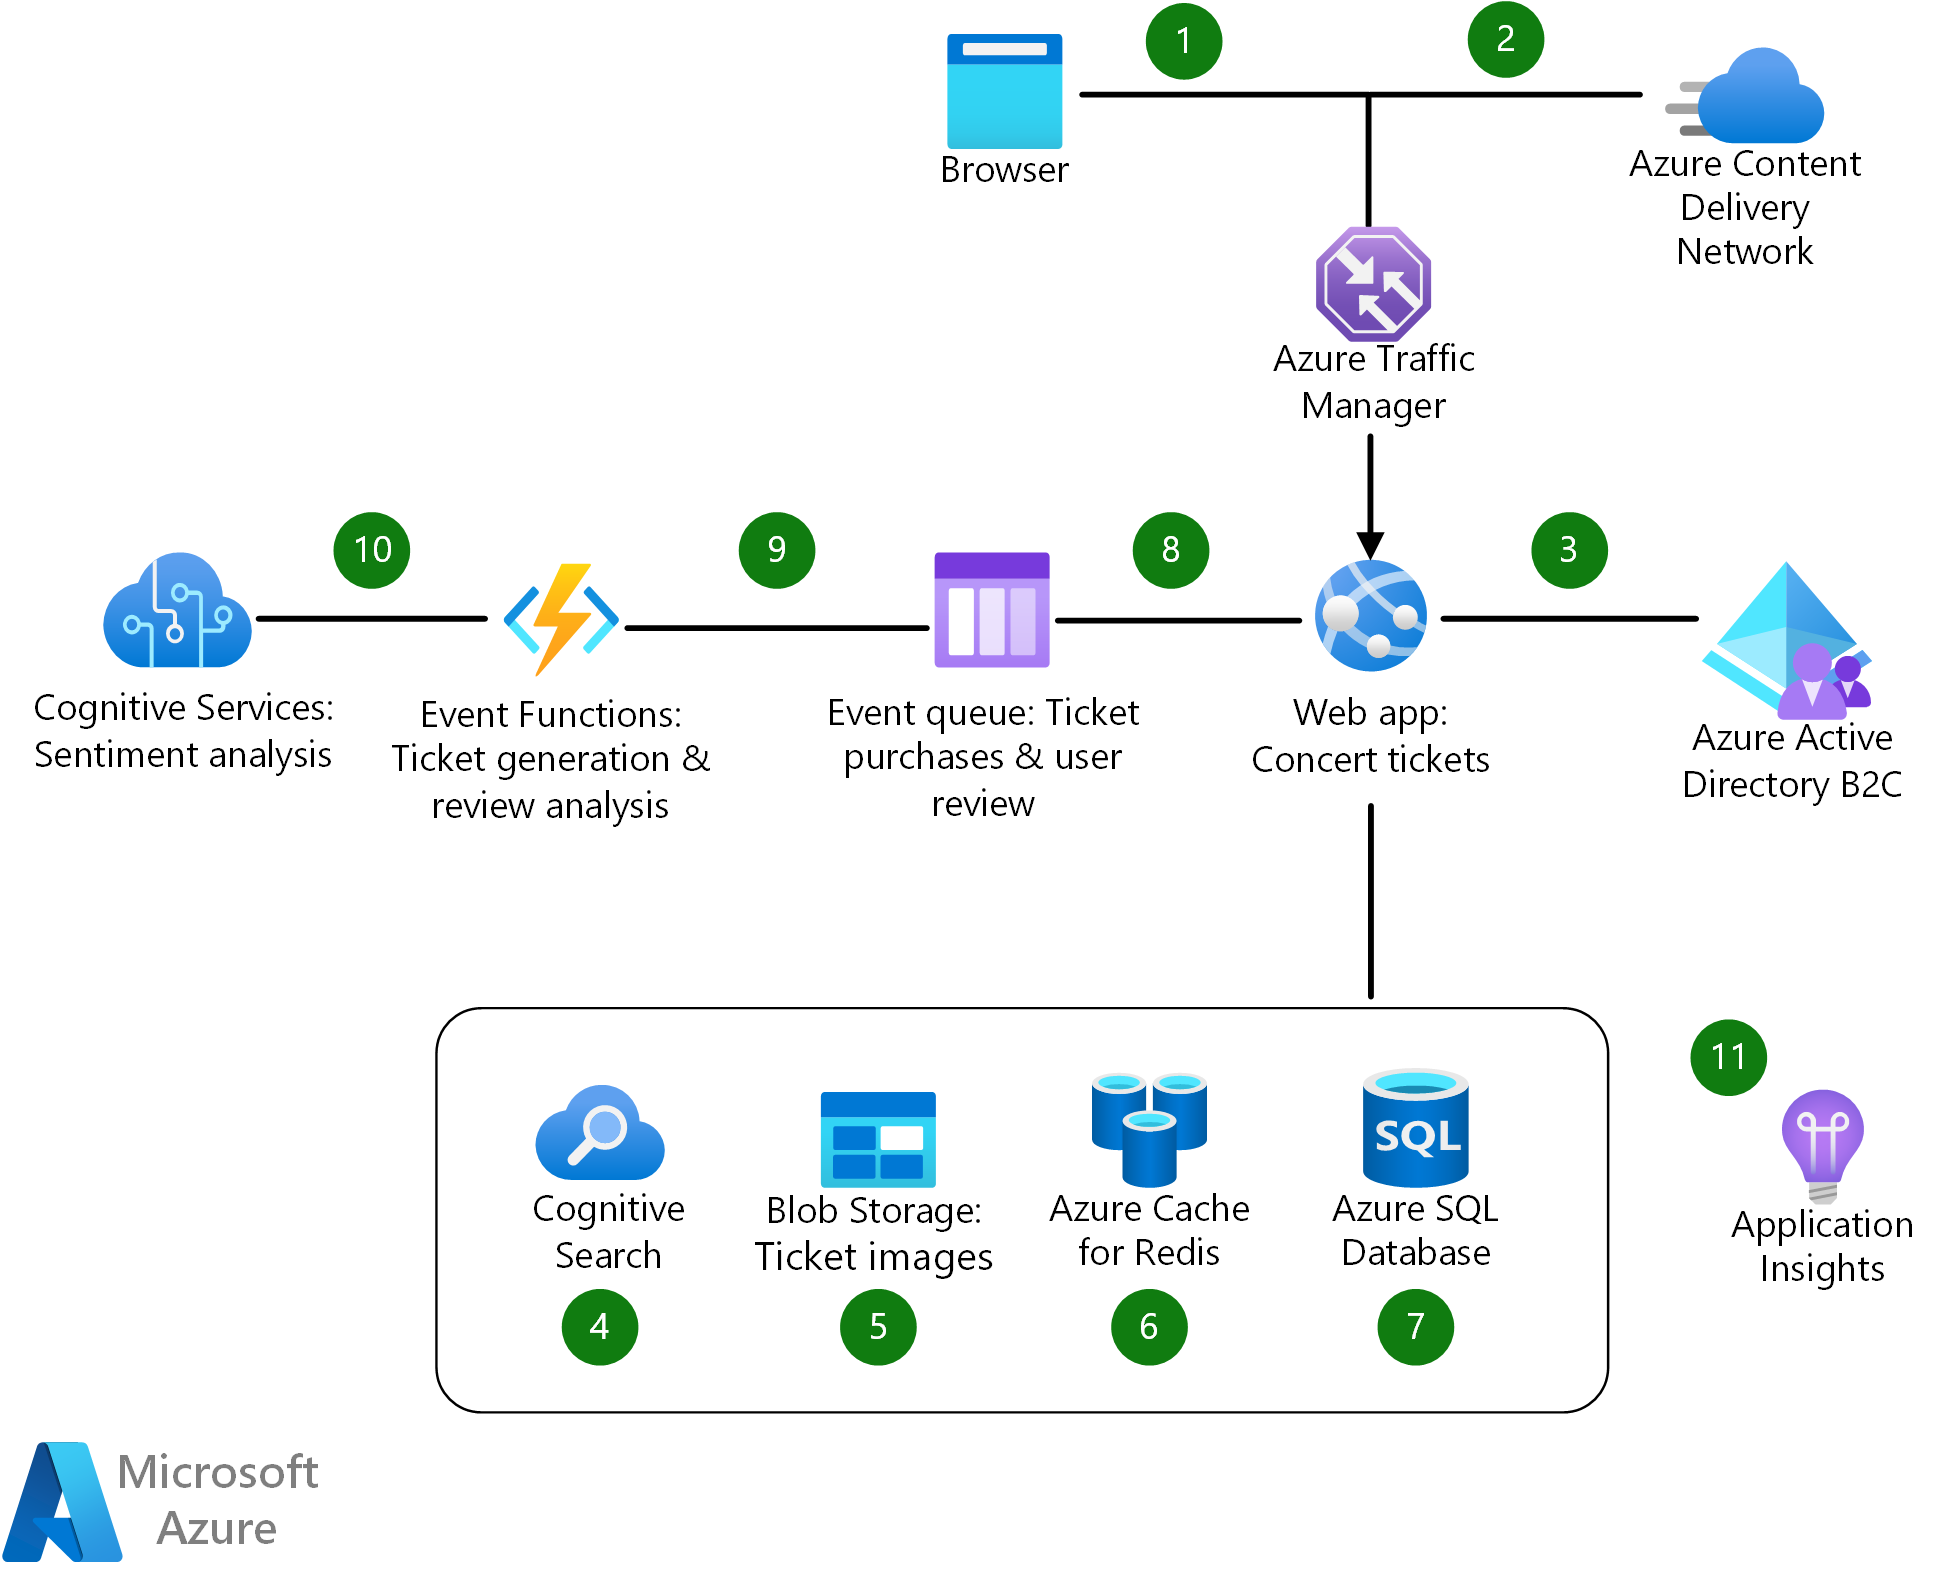 1
2
Browser
Azure Content
Delivery
Network
Azure Traffic
Manager
10
9
8
3
Cognitive Services:
Sentiment analysis
Event Functions:
Ticket generation &
review analysis
Event queue: Ticket
purchases & user
review
Web app:
Concert tickets
Azure Active
Directory B2C
11
SQL
Cognitive
Search
4
Blob Storage:
Ticket images
5
Azure Cache
for Redis
6
Azure SQL
Database
7
Application
Insights
Microsoft
Azure